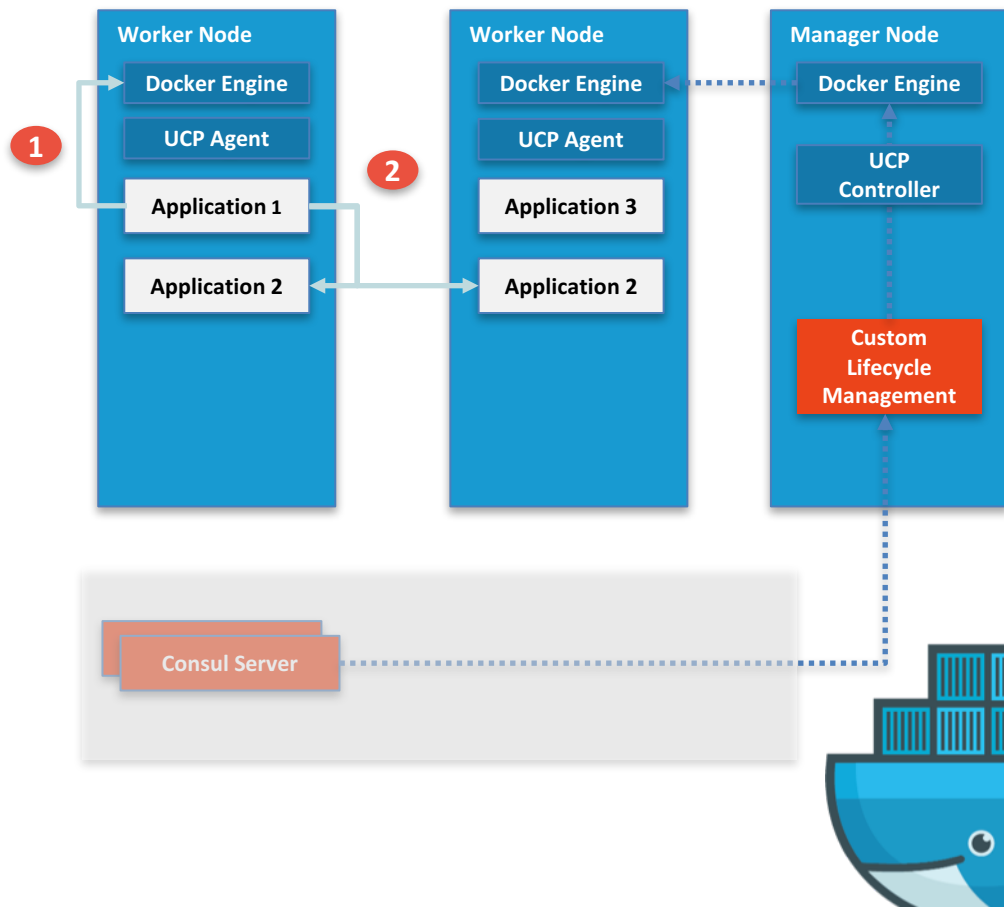 Worker Node
Docker Engine
UCP Agent
Application 1
Application 2
1
2
Worker Node
Docker Engine
UCP Agent
Application 3
Application 2
Manager Node
Docker Engine
UCP
Controller
Custom
Lifecycle
Management
Consul Server